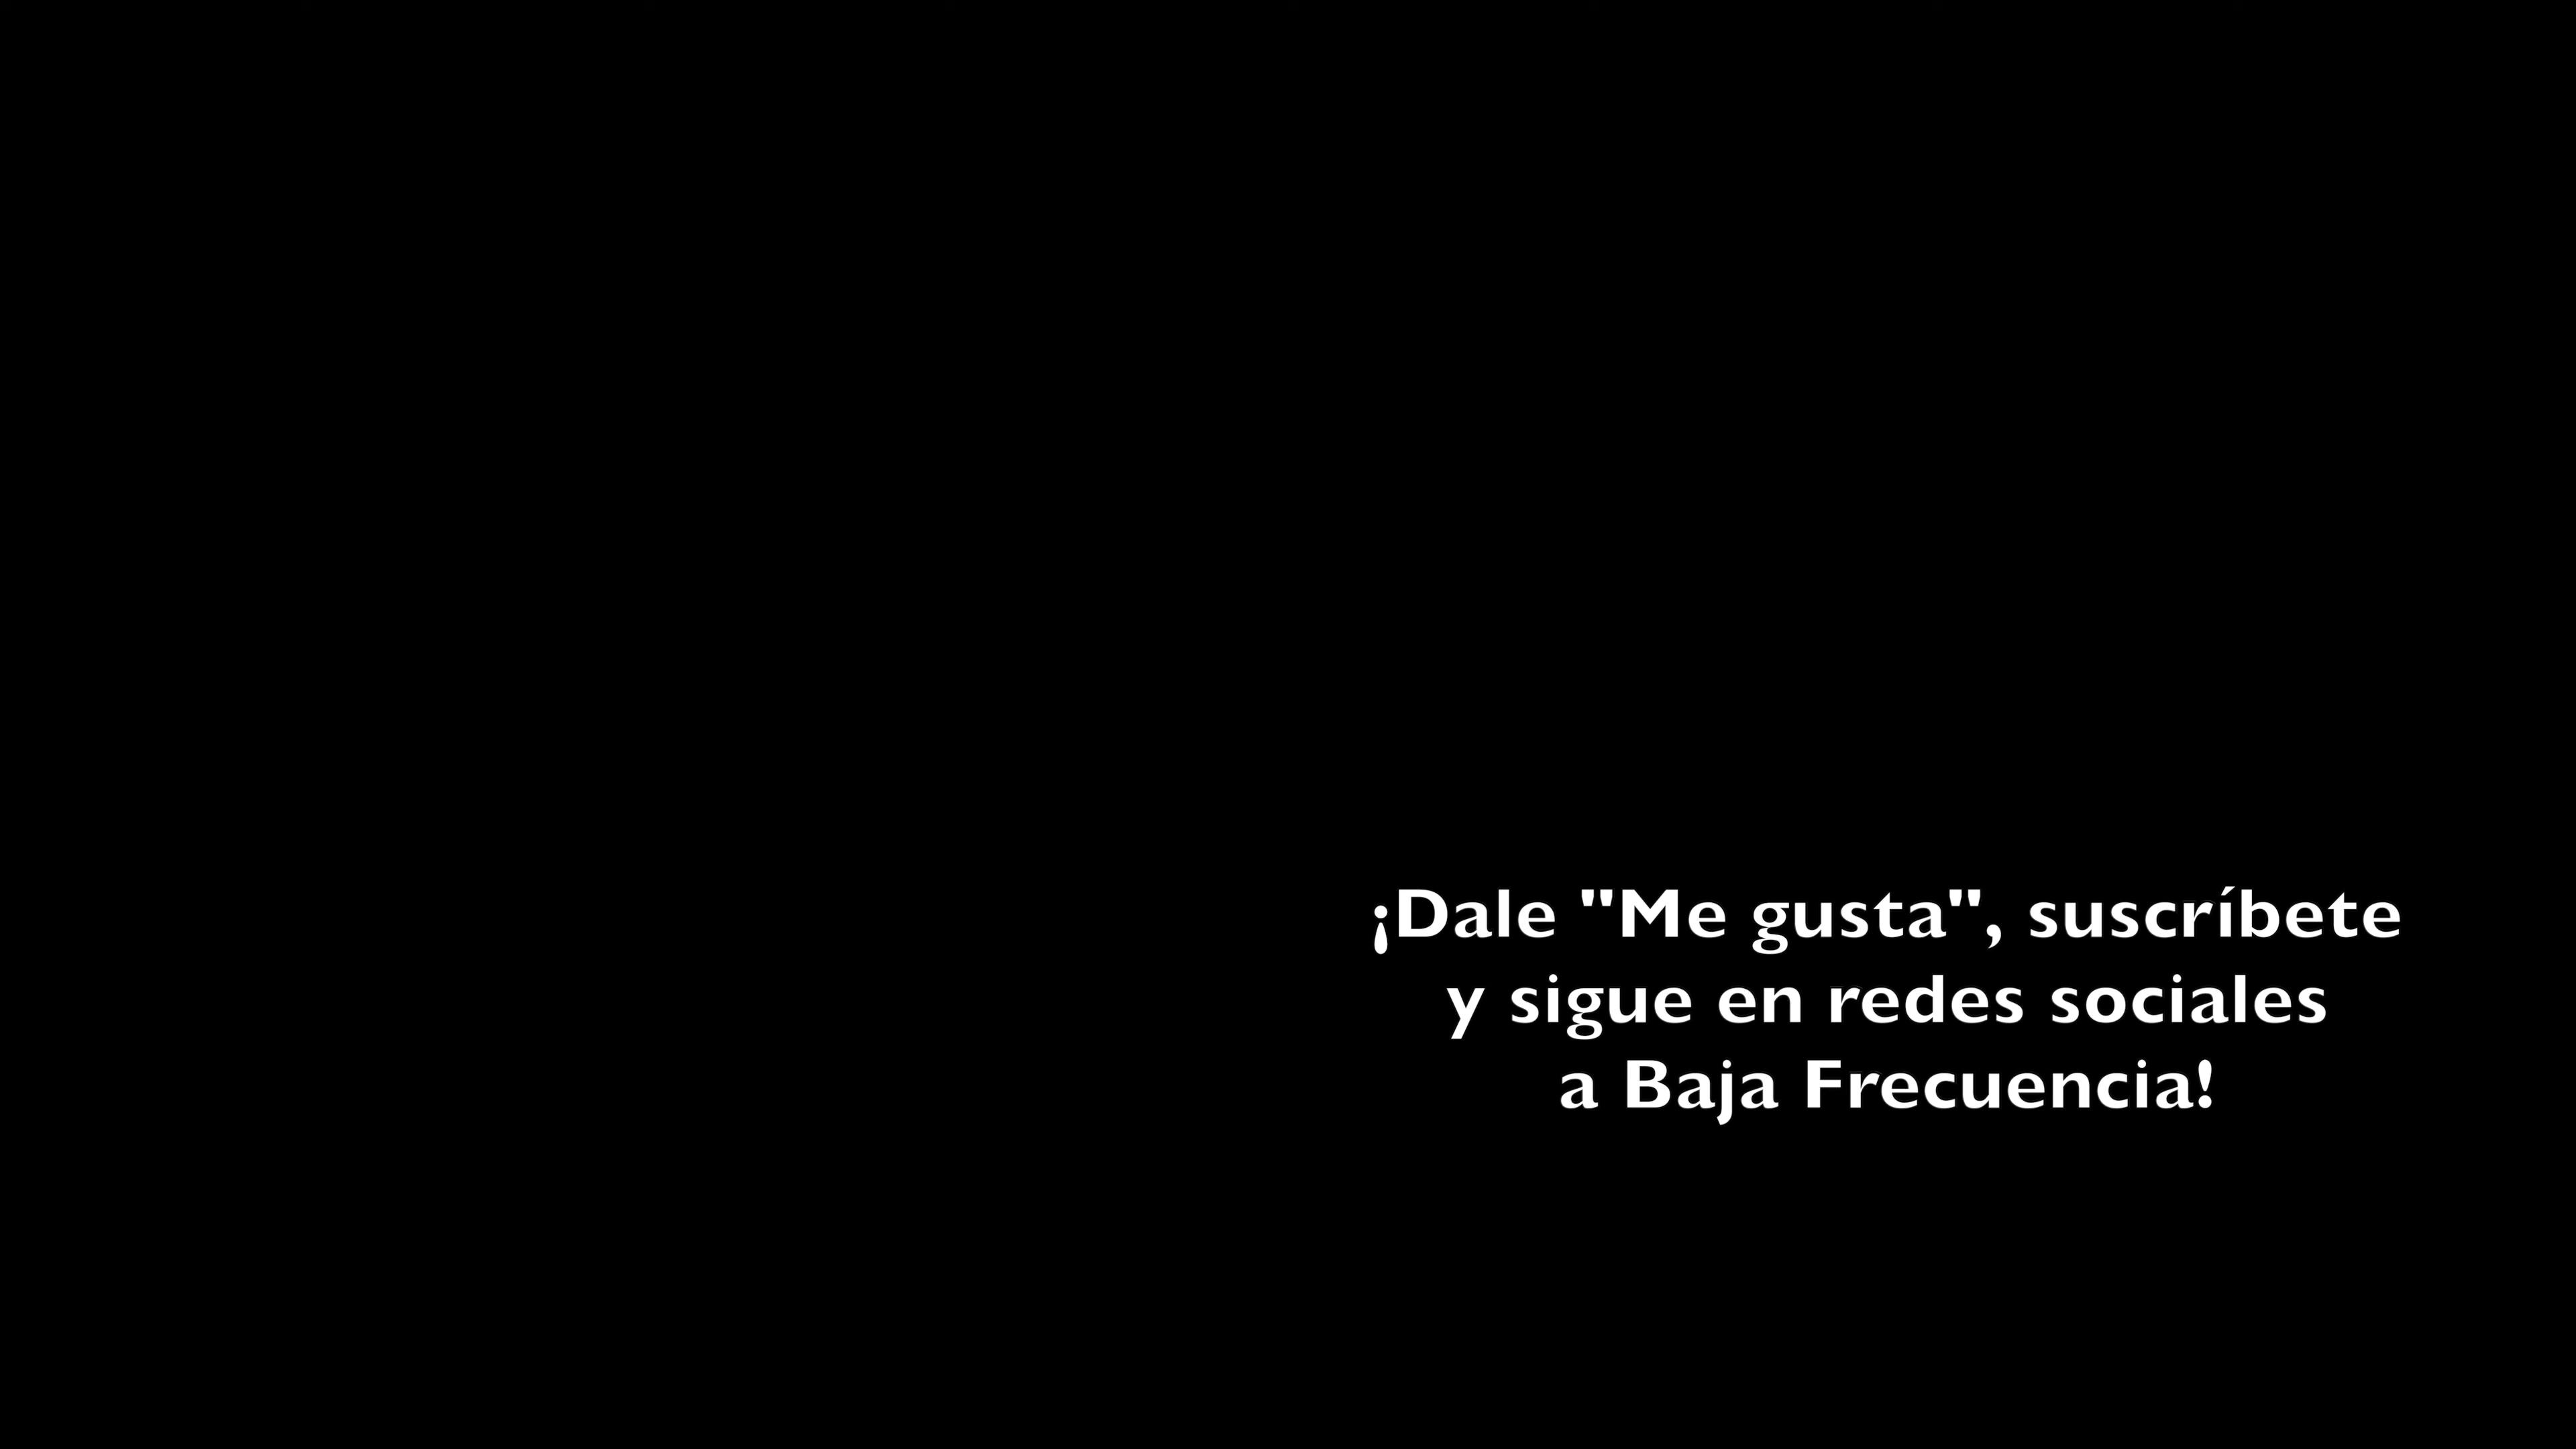 ¡Dale "Me gusta", suscríbete
y sigue en redes sociales
a Baja Frecuencia!